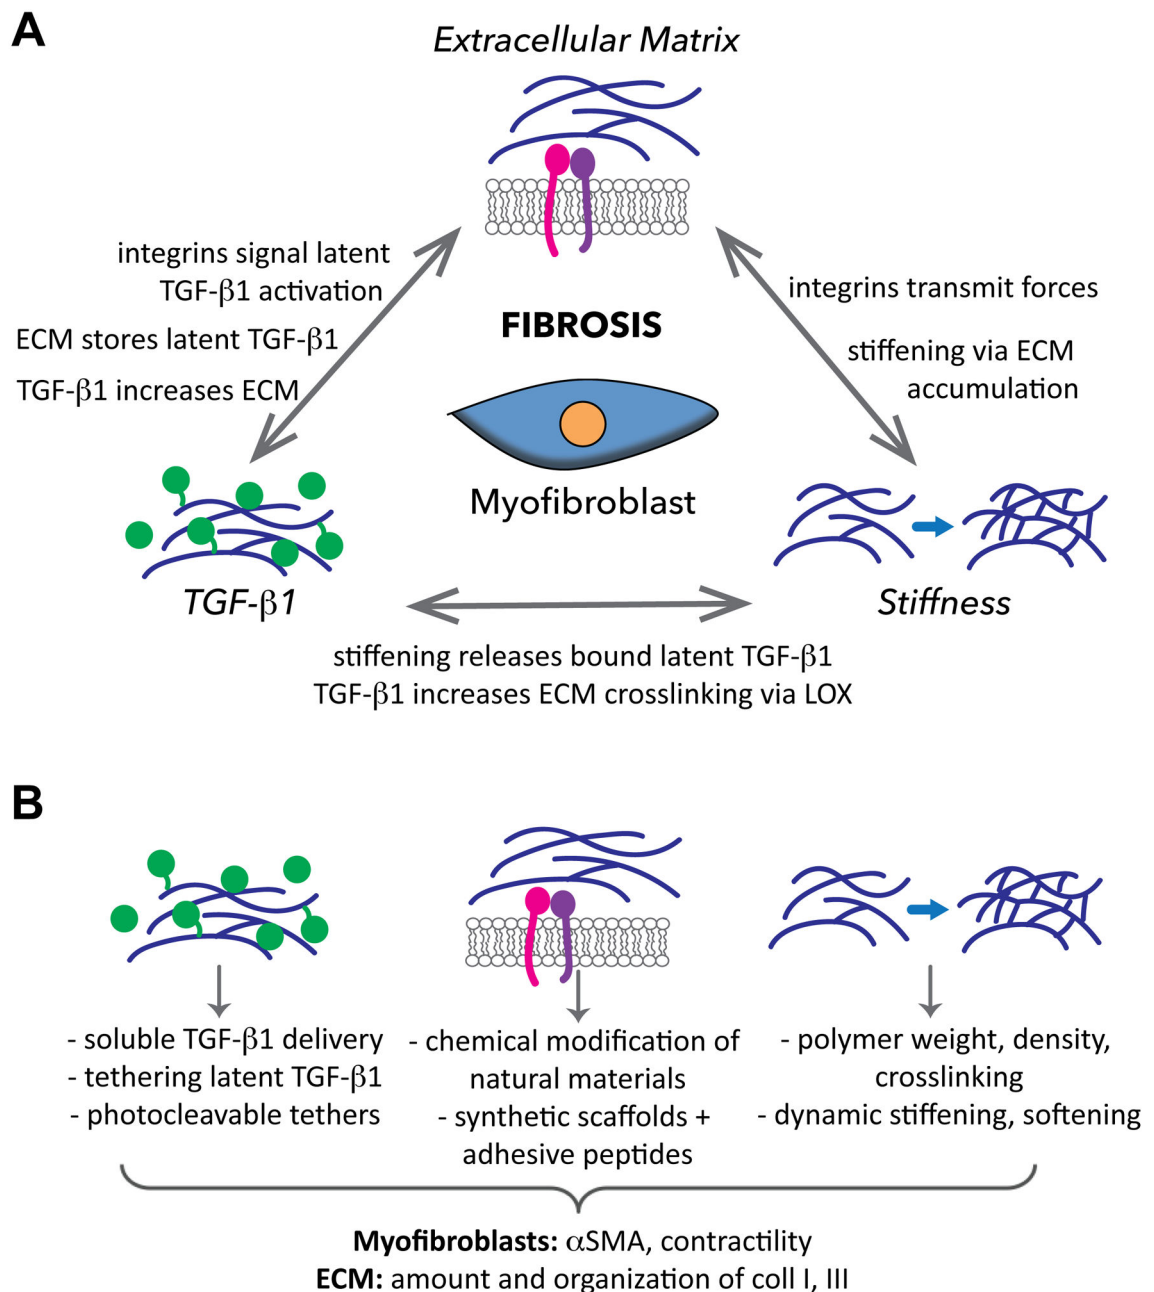 A
Extracellular Matrix
integrins signal latent
TGF-β1 activation
ECM stores latent TGF-β1
TGF-β1 increases ECM
integrins transmit forces
stiffening via ECM
accumulation
FIBROSIS
Myofibroblast
TGF-β1
Stiffness
stiffening releases bound latent TGF-β1
TGF-β1 increases ECM crosslinking via LOX
B
- soluble TGF-β1 delivery
- tethering latent TGF-β1
- photocleavable tethers
- chemical modification of
natural materials
- synthetic scaffolds +
adhesive peptides
- polymer weight, density,
crosslinking
- dynamic stiffening, softening
Myofibroblasts: αSMA, contractility
ECM: amount and organization of coll I, III